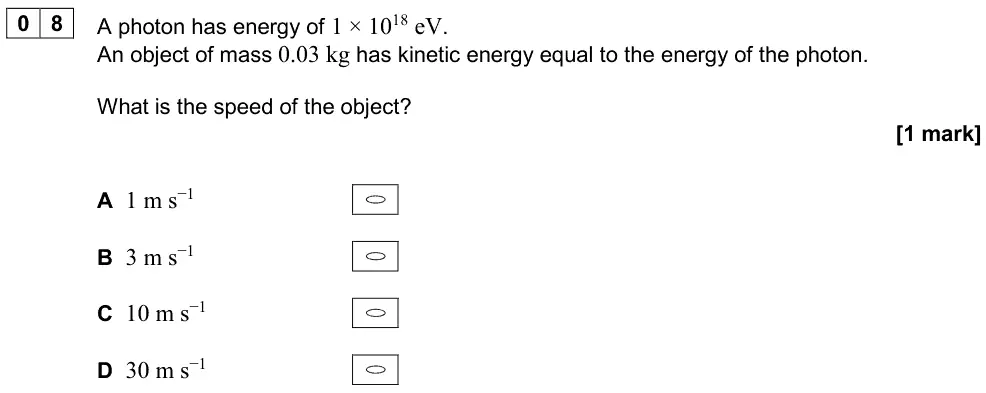 0 8 A photon has energy of 1 × 10¹⁸ eV.
An object of mass 0.03 kg has kinetic energy equal to the energy of the photon.
What is the speed of the object?
[1 mark]
A 1 m s⁻¹
B 3 m s⁻¹
C 10 m s⁻¹
D 30 m s⁻¹